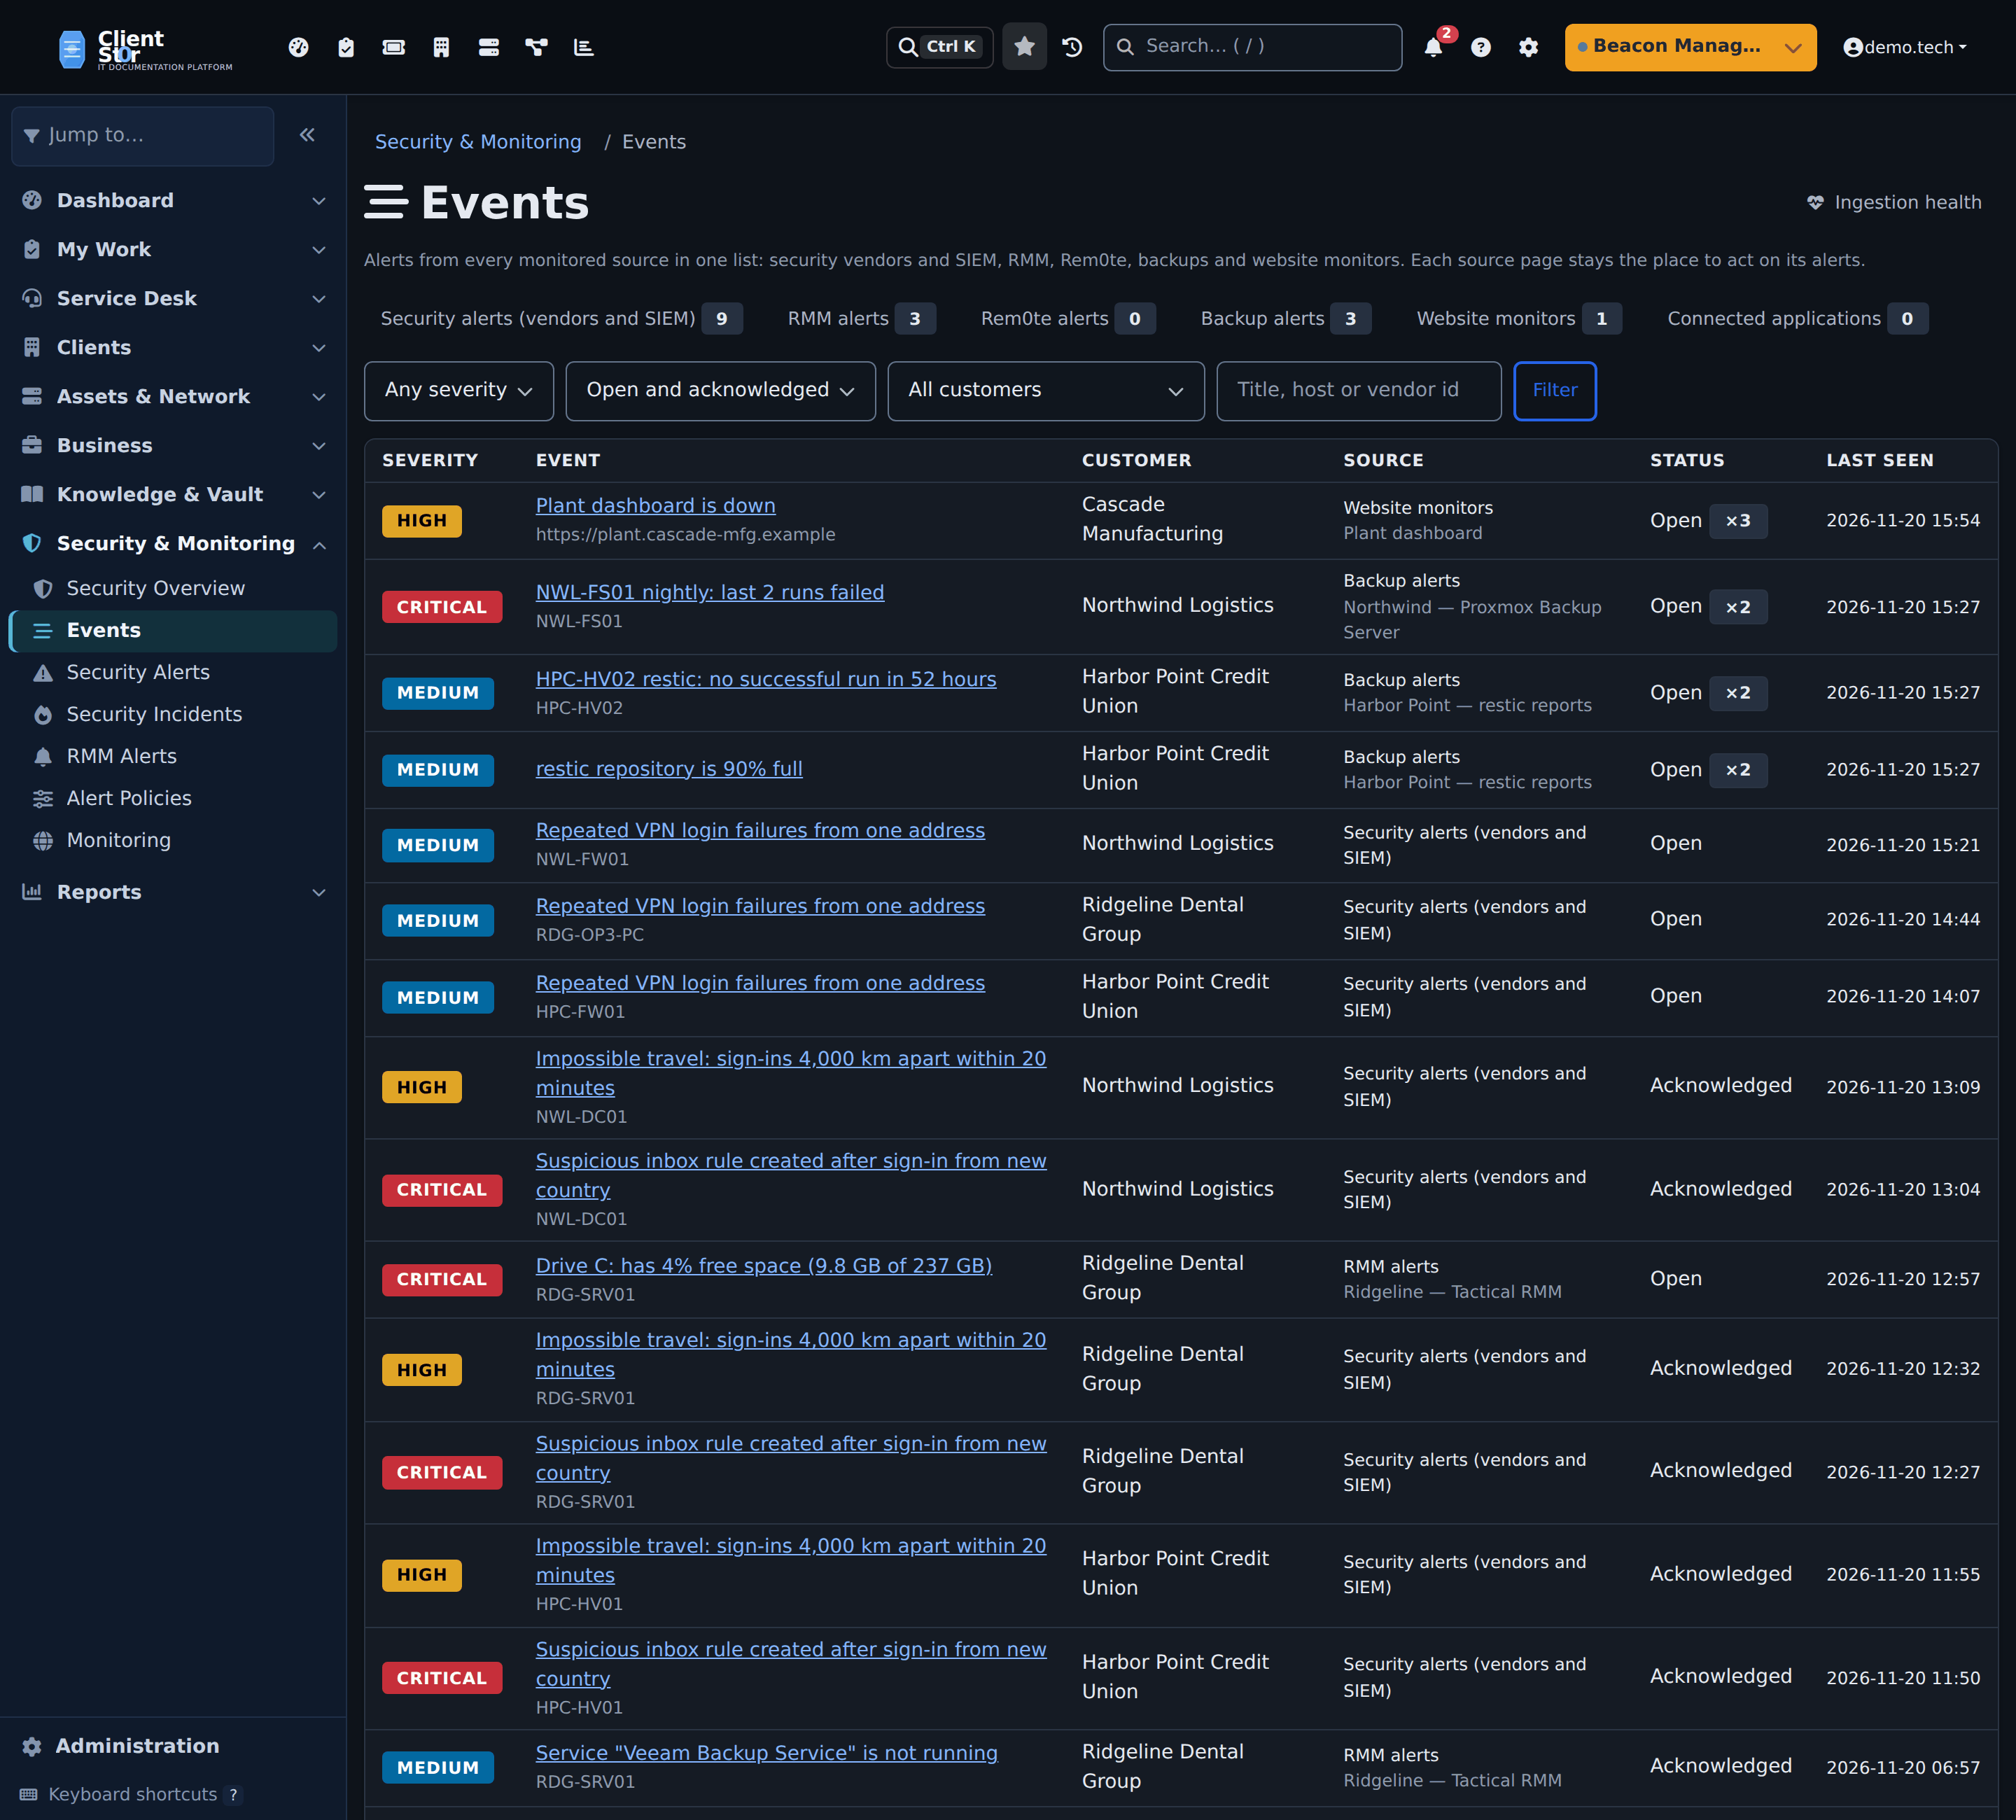 Client
St0r
IT DOCUMENTATION PLATFORM
Ctrl K
Search... ( / )
2
Beacon Manag...
demo.tech
Jump to...
Dashboard
My Work
Service Desk
Clients
Assets & Network
Business
Knowledge & Vault
Security & Monitoring
Security Overview
Events
Security Alerts
Security Incidents
RMM Alerts
Alert Policies
Monitoring
Reports
Administration
Keyboard shortcuts ?
Security & Monitoring / Events
Events
Ingestion health
Alerts from every monitored source in one list: security vendors and SIEM, RMM, Rem0te, backups and website monitors. Each source page stays the place to act on its alerts.
Security alerts (vendors and SIEM) 9 RMM alerts 3 Rem0te alerts 0 Backup alerts 3 Website monitors 1 Connected applications 0
Any severity Open and acknowledged All customers Title, host or vendor id Filter
SEVERITY EVENT CUSTOMER SOURCE STATUS LAST SEEN
HIGH Plant dashboard is down Cascade Website monitors Open ×3 2026-11-20 15:54
https://plant.cascade-mfg.example Manufacturing Plant dashboard
CRITICAL NWL-FS01 nightly: last 2 runs failed Northwind Logistics Backup alerts Open ×2 2026-11-20 15:27
NWL-FS01 Northwind — Proxmox Backup
Server
MEDIUM HPC-HV02 restic: no successful run in 52 hours Harbor Point Credit Backup alerts Open ×2 2026-11-20 15:27
HPC-HV02 Union Harbor Point — restic reports
MEDIUM restic repository is 90% full Harbor Point Credit Backup alerts Open ×2 2026-11-20 15:27
Union Harbor Point — restic reports
MEDIUM Repeated VPN login failures from one address Northwind Logistics Security alerts (vendors and Open 2026-11-20 15:21
NWL-FW01 SIEM)
MEDIUM Repeated VPN login failures from one address Ridgeline Dental Security alerts (vendors and Open 2026-11-20 14:44
RDG-OP3-PC Group SIEM)
MEDIUM Repeated VPN login failures from one address Harbor Point Credit Security alerts (vendors and Open 2026-11-20 14:07
HPC-FW01 Union SIEM)
HIGH Impossible travel: sign-ins 4,000 km apart within 20 Northwind Logistics Security alerts (vendors and Acknowledged 2026-11-20 13:09
minutes SIEM)
NWL-DC01
CRITICAL Suspicious inbox rule created after sign-in from new Northwind Logistics Security alerts (vendors and Acknowledged 2026-11-20 13:04
country SIEM)
NWL-DC01
CRITICAL Drive C: has 4% free space (9.8 GB of 237 GB) Ridgeline Dental RMM alerts Open 2026-11-20 12:57
RDG-SRV01 Group Ridgeline — Tactical RMM
HIGH Impossible travel: sign-ins 4,000 km apart within 20 Ridgeline Dental Security alerts (vendors and Acknowledged 2026-11-20 12:32
minutes Group SIEM)
RDG-SRV01
CRITICAL Suspicious inbox rule created after sign-in from new Ridgeline Dental Security alerts (vendors and Acknowledged 2026-11-20 12:27
country Group SIEM)
RDG-SRV01
HIGH Impossible travel: sign-ins 4,000 km apart within 20 Harbor Point Credit Security alerts (vendors and Acknowledged 2026-11-20 11:55
minutes Union SIEM)
HPC-HV01
CRITICAL Suspicious inbox rule created after sign-in from new Harbor Point Credit Security alerts (vendors and Acknowledged 2026-11-20 11:50
country Union SIEM)
HPC-HV01
MEDIUM Service "Veeam Backup Service" is not running Ridgeline Dental RMM alerts Acknowledged 2026-11-20 06:57
RDG-SRV01 Group Ridgeline — Tactical RMM